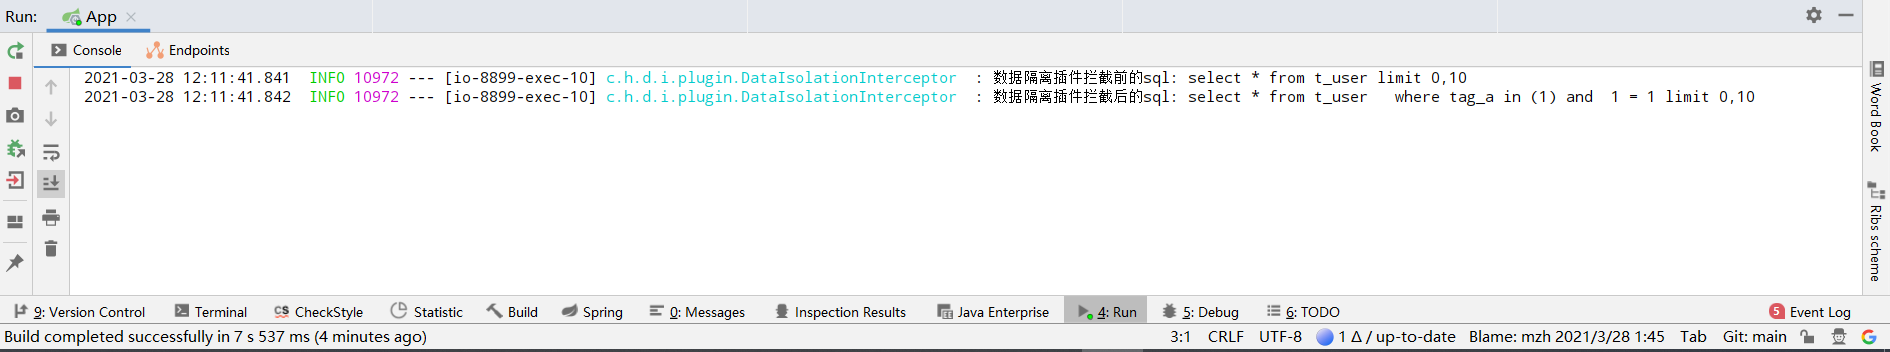 Run: App
Console Endpoints
2021-03-28 12:11:41.841  INFO 10972 --- [io-8899-exec-10] c.h.d.i.plugin.DataIsolationInterceptor  : 数据隔离插件拦截前的sql: select * from t_user limit 0,10
2021-03-28 12:11:41.842  INFO 10972 --- [io-8899-exec-10] c.h.d.i.plugin.DataIsolationInterceptor  : 数据隔离插件拦截后的sql: select * from t_user   where tag_a in (1) and  1 = 1 limit 0,10
Word Book
Ribs scheme
9: Version Control Terminal CS CheckStyle Statistic Build Spring 0: Messages Inspection Results Java Enterprise 4: Run 5: Debug 6: TODO 5 Event Log
Build completed successfully in 7 s 537 ms (4 minutes ago) 3:1 CRLF UTF-8 1 Δ / up-to-date Blame: mzh 2021/3/28 1:45 Tab Git: main